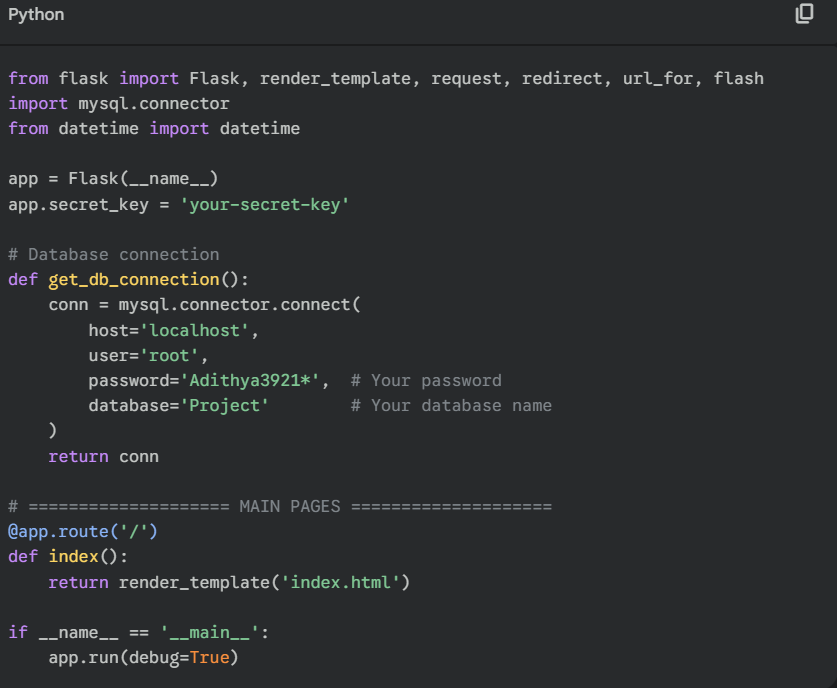 Python
from flask import Flask, render_template, request, redirect, url_for, flash
import mysql.connector
from datetime import datetime
app = Flask(__name__)
app.secret_key = 'your-secret-key'
# Database connection
def get_db_connection():
    conn = mysql.connector.connect(
        host='localhost',
        user='root',
        password='Adithya3921*',  # Your password
        database='Project'        # Your database name
    )
    return conn
# ==================== MAIN PAGES ====================
@app.route('/')
def index():
    return render_template('index.html')
if __name__ == '__main__':
    app.run(debug=True)